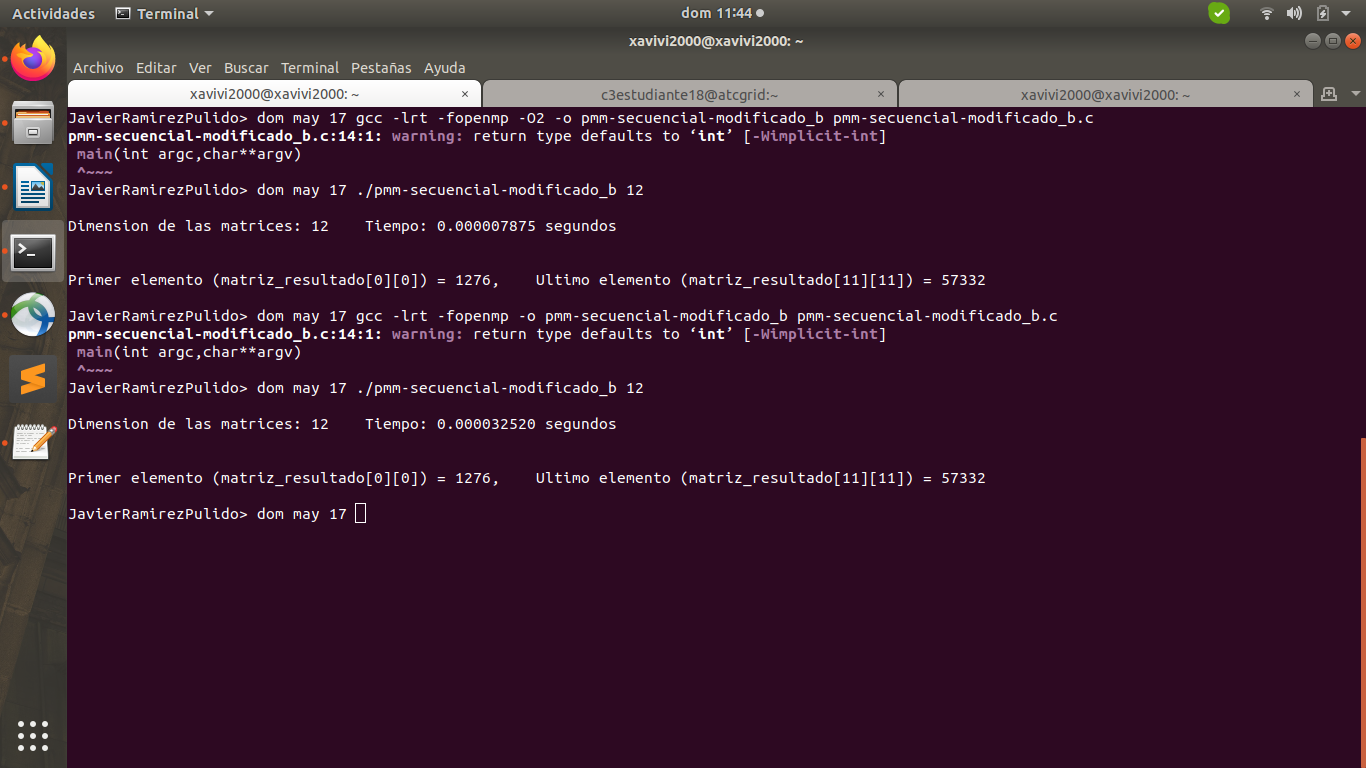 Actividades Terminal dom 11:44
xavivi2000@xavivi2000: ~
Archivo Editar Ver Buscar Terminal Pestañas Ayuda
xavivi2000@xavivi2000: ~ × c3estudiante18@atcgrid:~ × xavivi2000@xavivi2000: ~ ×
JavierRamirezPulido> dom may 17 gcc -lrt -fopenmp -O2 -o pmm-secuencial-modificado_b pmm-secuencial-modificado_b.c
pmm-secuencial-modificado_b.c:14:1: warning: return type defaults to ‘int’ [-Wimplicit-int]
main(int argc,char**argv)
^~~~
JavierRamirezPulido> dom may 17 ./pmm-secuencial-modificado_b 12
Dimension de las matrices: 12    Tiempo: 0.000007875 segundos
Primer elemento (matriz_resultado[0][0]) = 1276,    Ultimo elemento (matriz_resultado[11][11]) = 57332
JavierRamirezPulido> dom may 17 gcc -lrt -fopenmp -o pmm-secuencial-modificado_b pmm-secuencial-modificado_b.c
pmm-secuencial-modificado_b.c:14:1: warning: return type defaults to ‘int’ [-Wimplicit-int]
main(int argc,char**argv)
^~~~
JavierRamirezPulido> dom may 17 ./pmm-secuencial-modificado_b 12
Dimension de las matrices: 12    Tiempo: 0.000032520 segundos
Primer elemento (matriz_resultado[0][0]) = 1276,    Ultimo elemento (matriz_resultado[11][11]) = 57332
JavierRamirezPulido> dom may 17